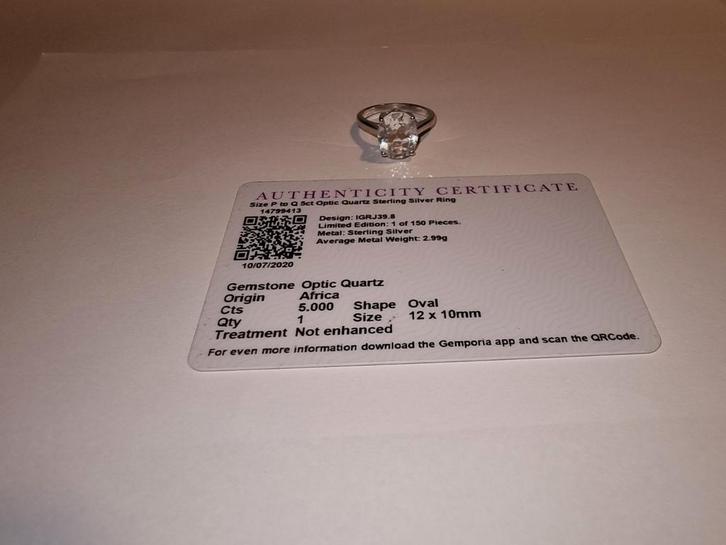 AUTHENTICITY CERTIFICATE
Size P to Q 5ct Optic Quartz Sterling Silver Ring
14799413
Design: IGRJ39.8
Limited Edition: 1 of 150 Pieces.
Metal: Sterling Silver
Average Metal Weight: 2.99g
10/07/2020
Gemstone Optic Quartz
Origin Africa
Cts 5.000 Shape Oval
Qty 1 Size 12 x 10mm
Treatment Not enhanced
For even more information download the Gemporia app and scan the QRCode.